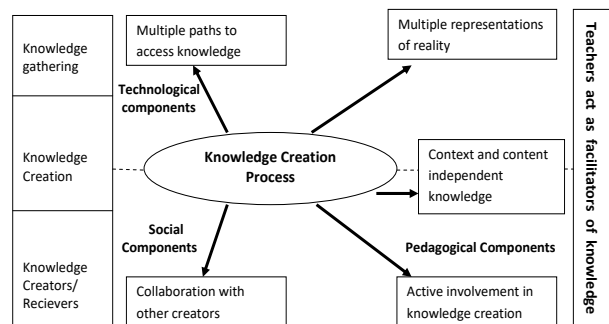 Knowledge
gathering
Multiple paths to
access knowledge
Multiple representations
of reality
Technological
components
Knowledge
Creation
Knowledge Creation
Process
Context and content
independent
knowledge
Social
Components
Pedagogical Components
Knowledge
Creators/
Recievers
Collaboration with
other creators
Active involvement in
knowledge creation
Teachers act as facilitators of knowledge